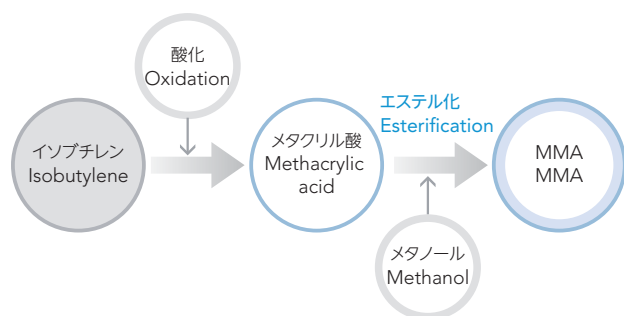 酸化
Oxidation
イソブチレン
Isobutylene
メタクリル酸
Methacrylic
acid
エステル化
Esterification
メタノール
Methanol
MMA
MMA